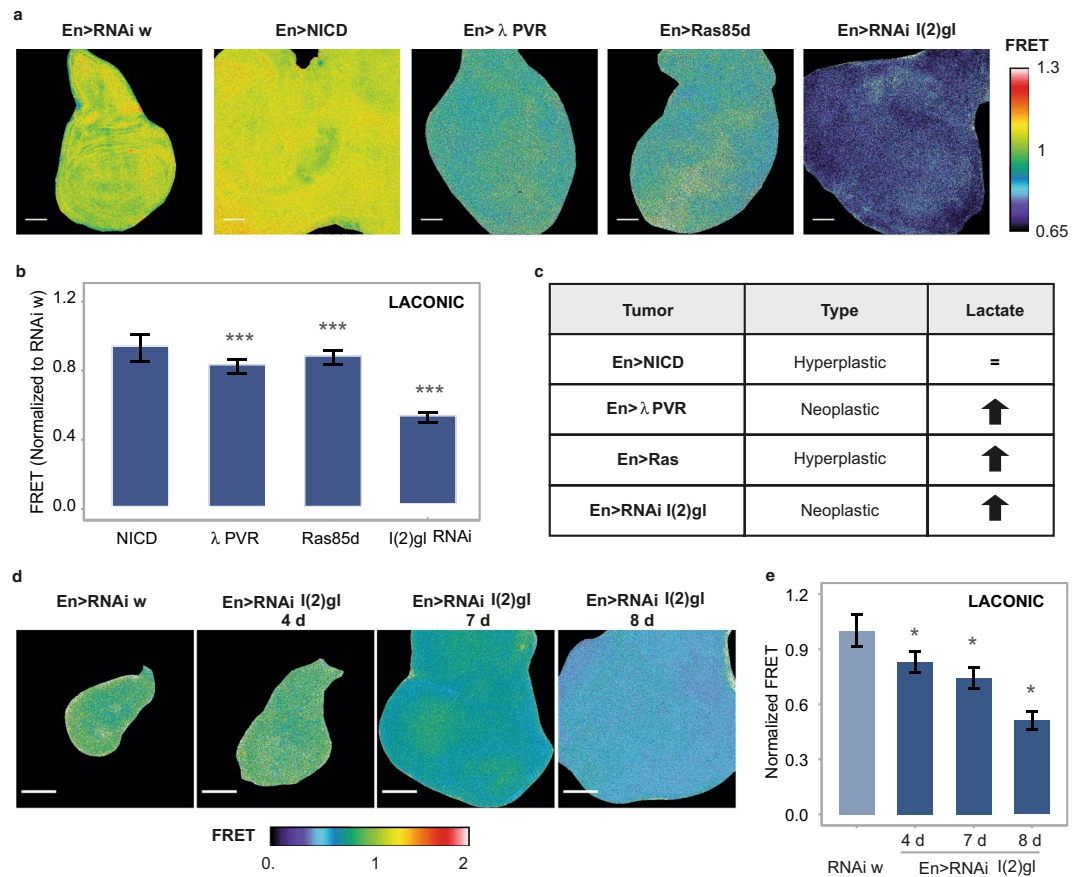 a
En>RNAi w
En>NICD
En> λ PVR
En>Ras85d
En>RNAi l(2)gl
FRET
1.3
1
0.65
b
LACONIC
FRET (Normalized to RNAi w)
1.2
0.8
0.4
0.0
***
***
***
NICD
λ PVR
Ras85d
l(2)gl RNAi
c
Tumor Type Lactate
En>NICD Hyperplastic =
En> λ PVR Neoplastic
En>Ras Hyperplastic
En>RNAi l(2)gl Neoplastic
d
En>RNAi w
En>RNAi l(2)gl
4 d
En>RNAi l(2)gl
7 d
En>RNAi l(2)gl
8 d
FRET
0. 1 2
e
LACONIC
Normalized FRET
1.2
0.9
0.6
0.3
0.0
*
*
*
4 d 7 d 8 d
RNAi w En>RNAi l(2)gl